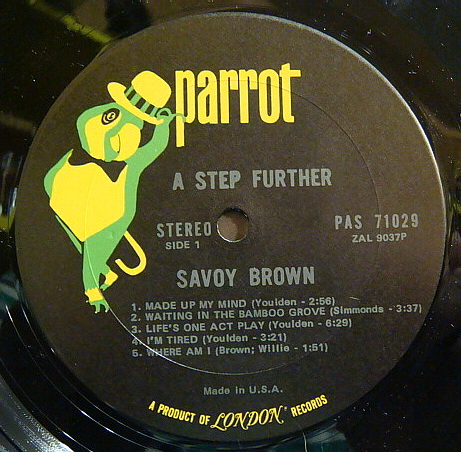 parrot
A STEP FURTHER
STEREO
SIDE 1
PAS 71029
ZAL 9037P
SAVOY BROWN
1. MADE UP MY MIND (Youlden - 2:56)
2. WAITING IN THE BAMBOO GROVE (Simmonds - 3:37)
3. LIFE'S ONE ACT PLAY (Youlden - 6:29)
4. I'M TIRED (Youlden - 3:21)
5. WHERE AM I (Brown; Willie - 1:51)
Made in U.S.A.
A PRODUCT OF LONDON® RECORDS